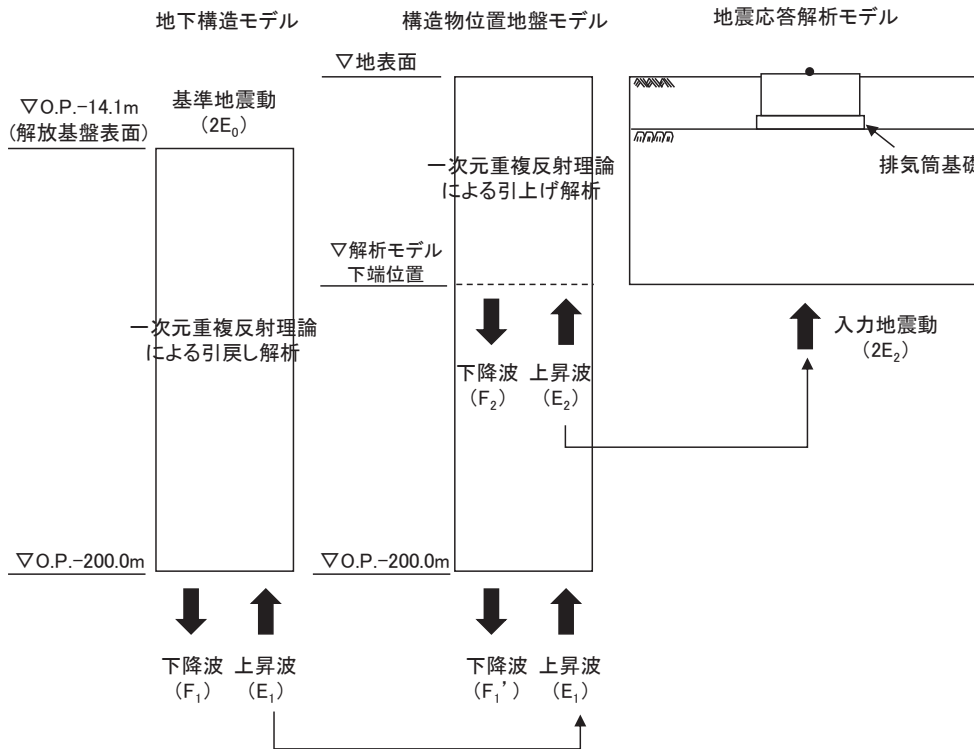 地下構造モデル
▽O.P.-14.1m
(解放基盤表面)
基準地震動
(2E₀)
一次元重複反射理論
による引戻し解析
▽O.P.-200.0m
下降波
(F₁)
上昇波
(E₁)
構造物位置地盤モデル
▽地表面
一次元重複反射理論
による引上げ解析
▽解析モデル
下端位置
下降波
(F₂)
上昇波
(E₂)
▽O.P.-200.0m
下降波
(F₁')
上昇波
(E₁)
地震応答解析モデル
排気筒基礎
入力地震動
(2E₂)